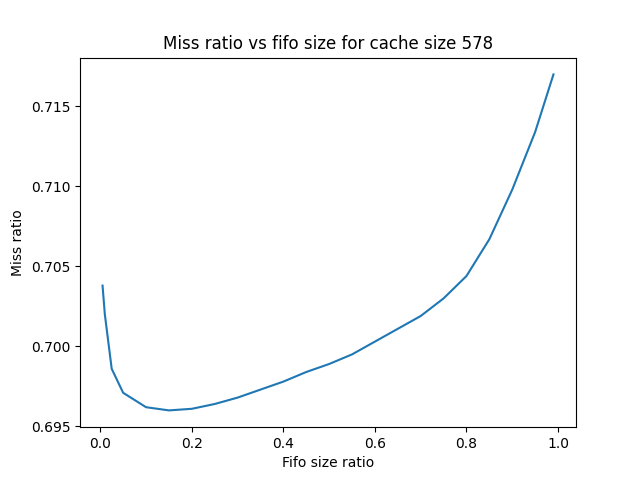 Miss ratio vs fifo size for cache size 578
0.715
0.710
0.705
0.700
0.695
Miss ratio
0.0 0.2 0.4 0.6 0.8 1.0
Fifo size ratio